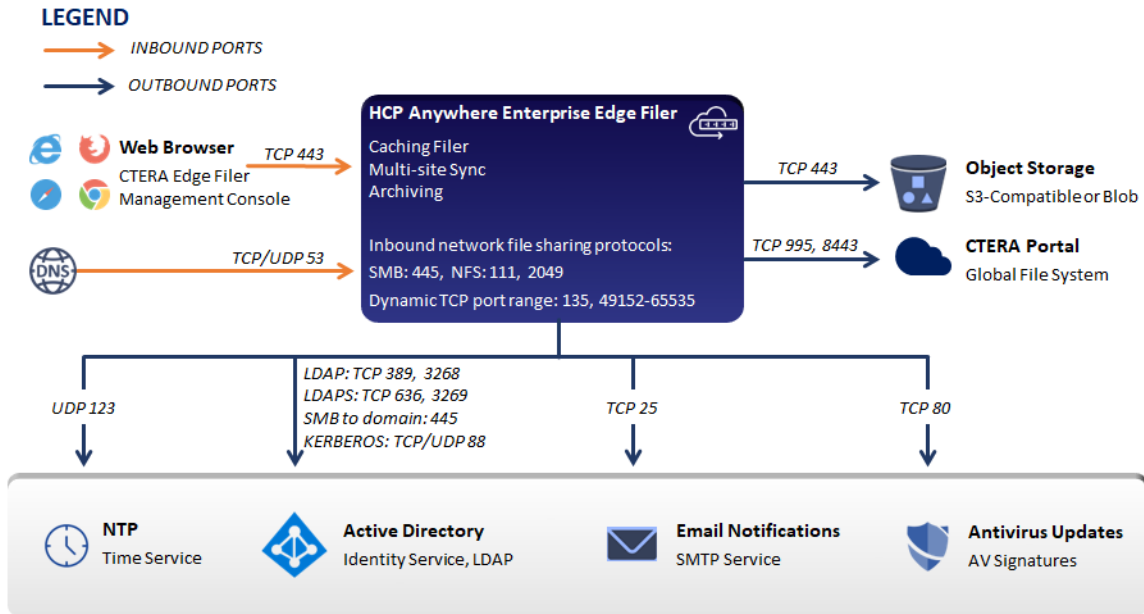 LEGEND
INBOUND PORTS
OUTBOUND PORTS
HCP Anywhere Enterprise Edge Filer
Caching Filer
Multi-site Sync
Archiving
Inbound network file sharing protocols:
SMB: 445, NFS: 111, 2049
Dynamic TCP port range: 135, 49152-65535
Web Browser
CTERA Edge Filer
Management Console
TCP 443
DNS
TCP/UDP 53
TCP 443
Object Storage
S3-Compatible or Blob
TCP 995, 8443
CTERA Portal
Global File System
UDP 123
LDAP: TCP 389, 3268
LDAPS: TCP 636, 3269
SMB to domain: 445
KERBEROS: TCP/UDP 88
TCP 25
TCP 80
NTP
Time Service
Active Directory
Identity Service, LDAP
Email Notifications
SMTP Service
Antivirus Updates
AV Signatures